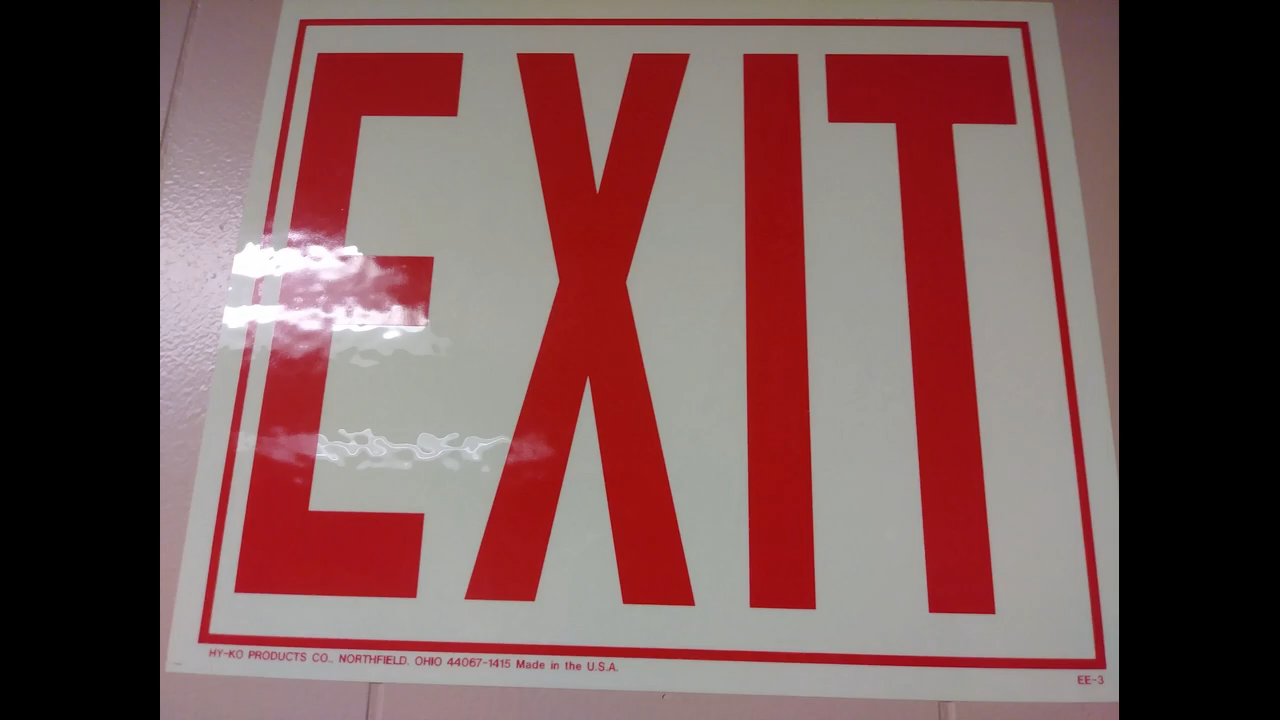 EXIT
HY-KO PRODUCTS CO., NORTHFIELD, OHIO 44067-1415 Made in the U.S.A.
EE-3